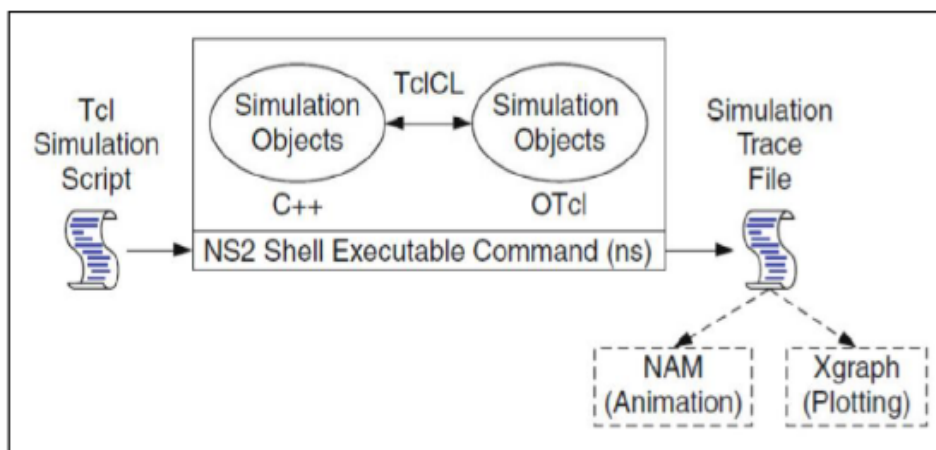 Tcl
Simulation
Script
Simulation
Objects
TclCL
Simulation
Objects
C++
OTcl
NS2 Shell Executable Command (ns)
Simulation
Trace
File
NAM
(Animation)
Xgraph
(Plotting)